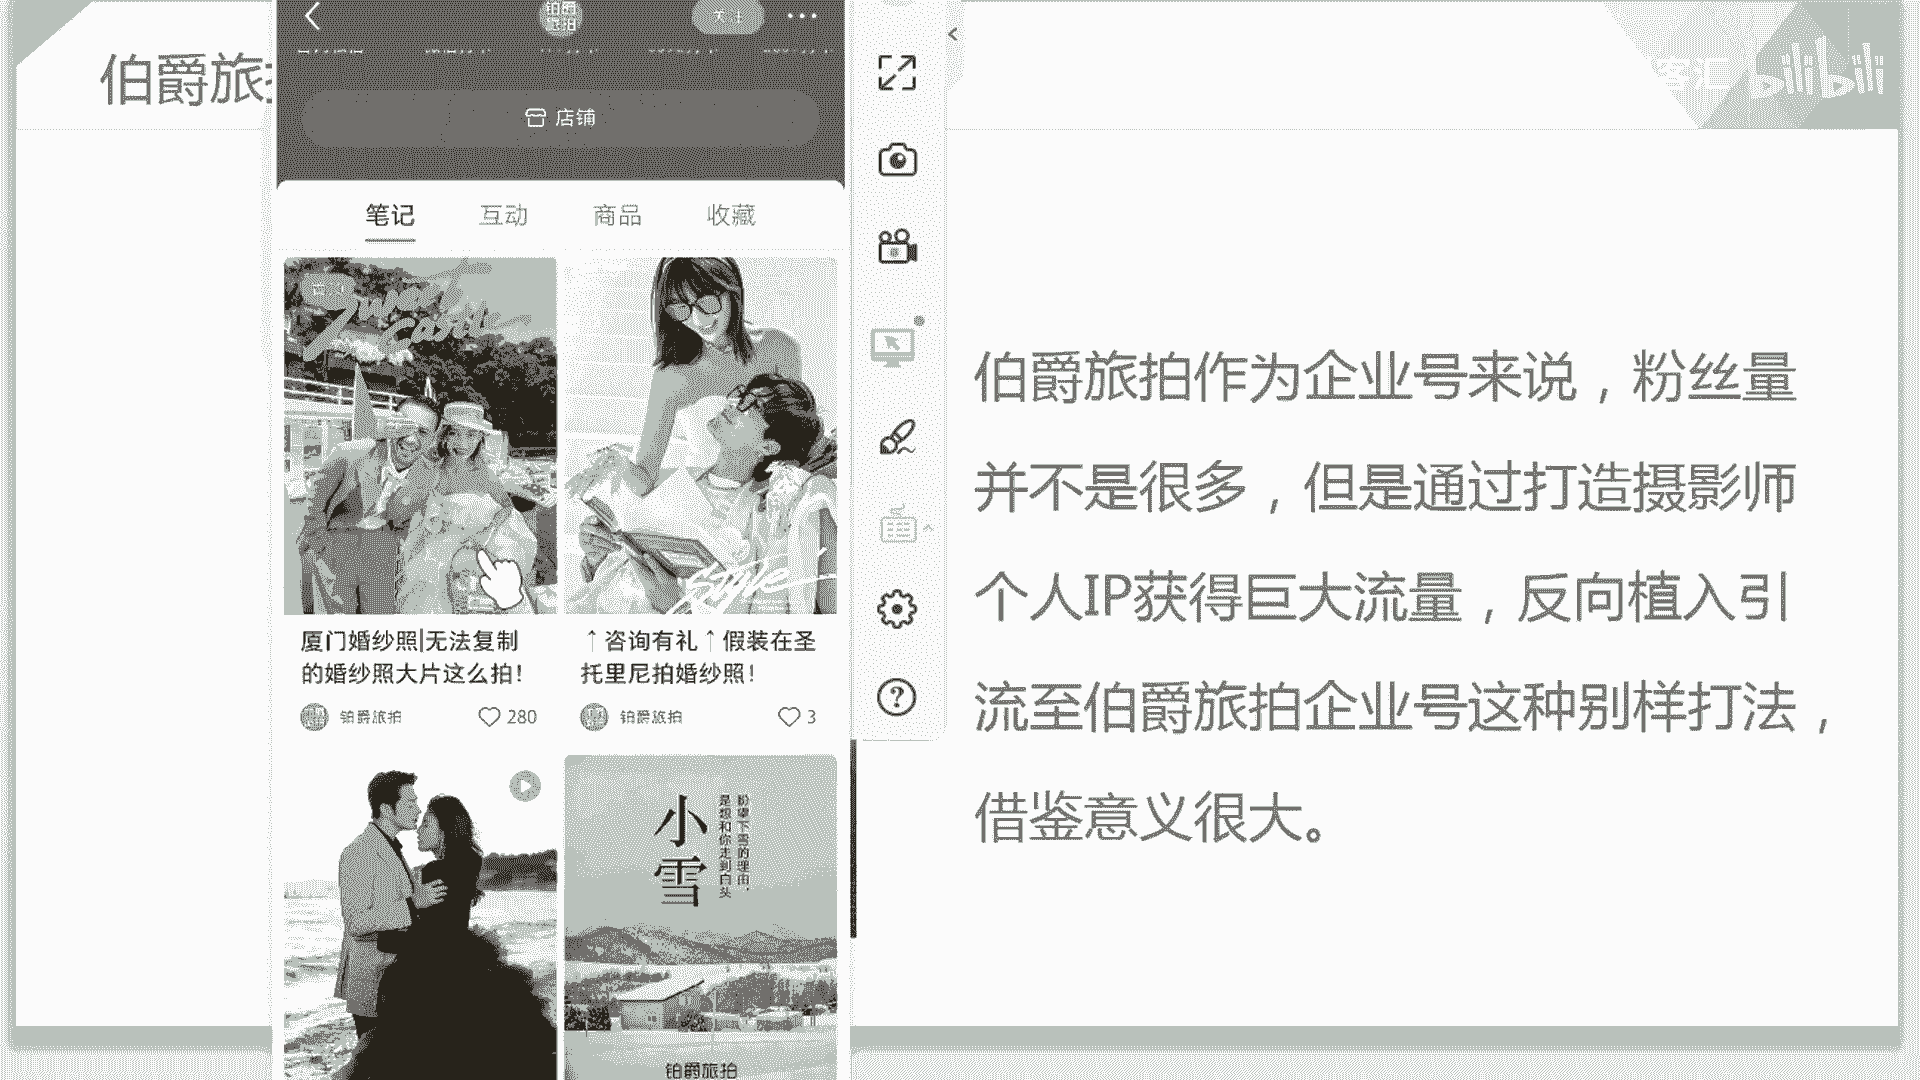 伯爵旅
客汇 bilibili
铂爵
旅拍
关注
店铺
笔记 互动 商品 收藏
厦门婚纱照|无法复制
的婚纱照大片这么拍！
铂爵旅拍 280
Style
↑咨询有礼↑假装在圣
托里尼拍婚纱照！
铂爵旅拍 3
小雪
盼望下雪的理由，
是想和你走到白头
铂爵旅拍
伯爵旅拍作为企业号来说，粉丝量
并不是很多，但是通过打造摄影师
个人IP获得巨大流量，反向植入引
流至伯爵旅拍企业号这种别样打法，
借鉴意义很大。